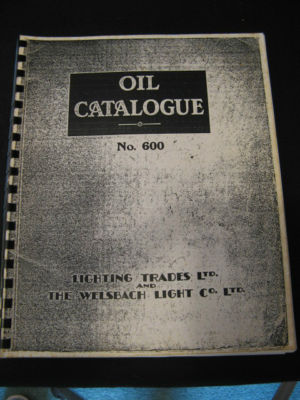 OIL
CATALOGUE
No. 600
LIGHTING TRADES LTD.
AND
THE WELSBACH LIGHT CO. LTD.